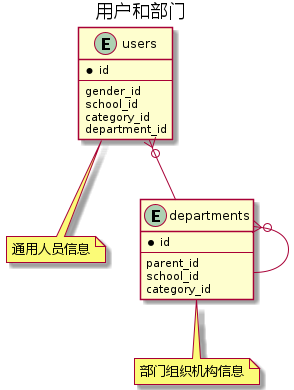 用户和部门
E users
id
gender_id
school_id
category_id
department_id
通用人员信息
E departments
id
parent_id
school_id
category_id
部门组织机构信息